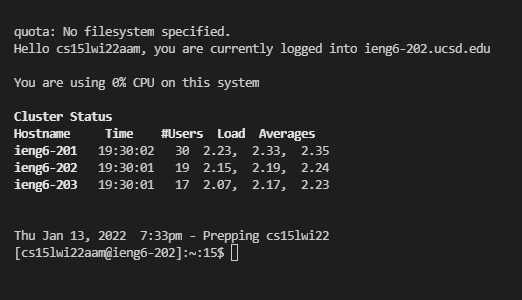 quota: No filesystem specified.
Hello cs15lwi22aam, you are currently logged into ieng6-202.ucsd.edu
You are using 0% CPU on this system
Cluster Status
Hostname     Time    #Users  Load  Averages
ieng6-201   19:30:02   30  2.23,  2.33,  2.35
ieng6-202   19:30:01   19  2.15,  2.19,  2.24
ieng6-203   19:30:01   17  2.07,  2.17,  2.23
Thu Jan 13, 2022  7:33pm - Prepping cs15lwi22
[cs15lwi22aam@ieng6-202]:~:15$